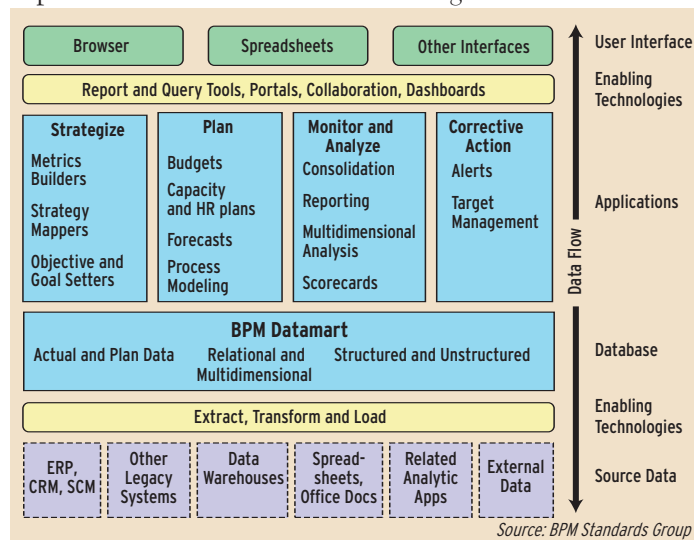 Browser
Spreadsheets
Other Interfaces
User Interface
Report and Query Tools, Portals, Collaboration, Dashboards
Enabling
Technologies
Strategize
Metrics
Builders
Strategy
Mappers
Objective and
Goal Setters
Plan
Budgets
Capacity
and HR plans
Forecasts
Process
Modeling
Monitor and
Analyze
Consolidation
Reporting
Multidimensional
Analysis
Scorecards
Corrective
Action
Alerts
Target
Management
Applications
Data Flow
BPM Datamart
Actual and Plan Data
Relational and
Multidimensional
Structured and Unstructured
Database
Extract, Transform and Load
Enabling
Technologies
ERP,
CRM, SCM
Other
Legacy
Systems
Data
Warehouses
Spread-
sheets,
Office Docs
Related
Analytic
Apps
External
Data
Source Data
Source: BPM Standards Group